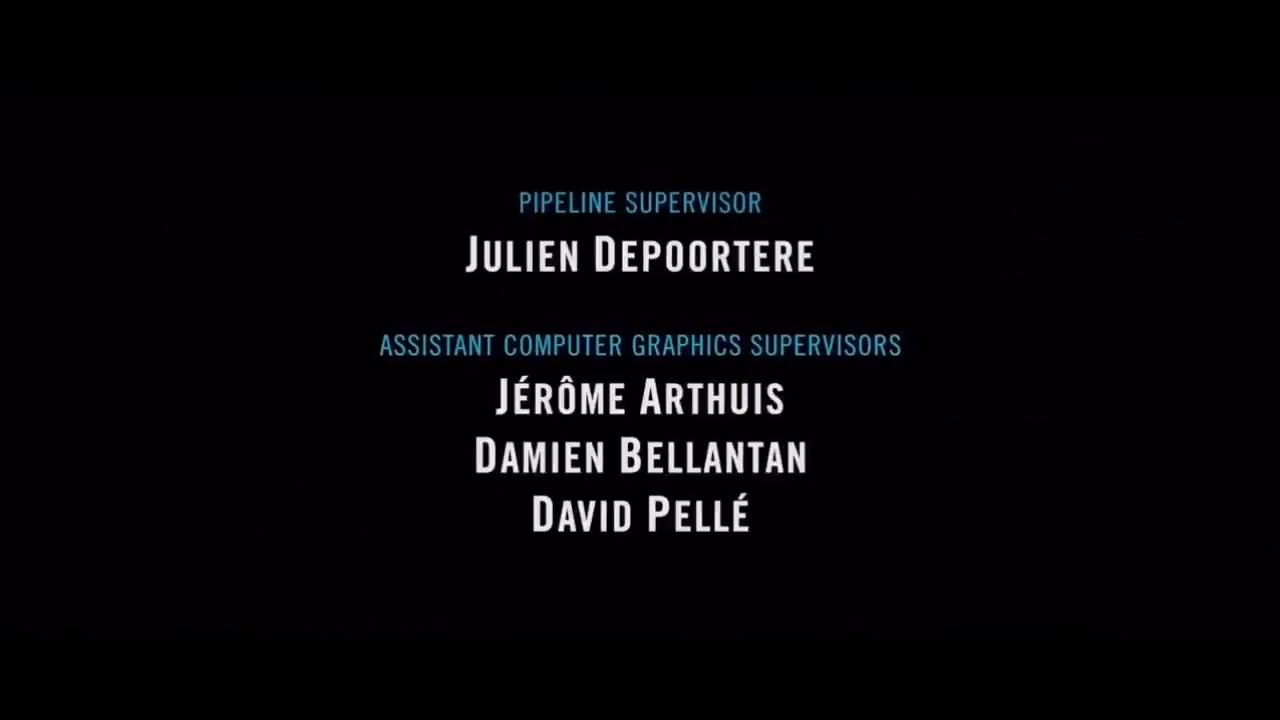 PIPELINE SUPERVISOR
JULIEN DEPOORTERE
ASSISTANT COMPUTER GRAPHICS SUPERVISORS
JÉRÔME ARTHUIS
DAMIEN BELLANTAN
DAVID PELLÉ